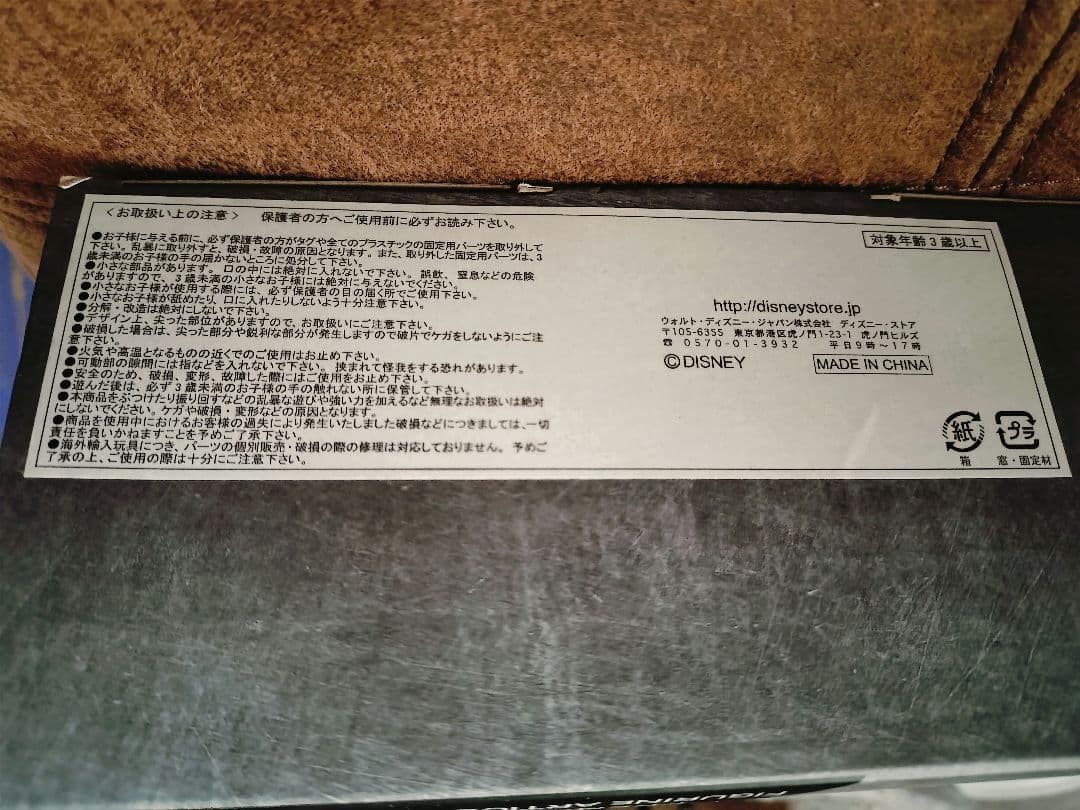 ＜お取扱い上の注意＞　保護者の方へご使用前に必ずお読み下さい。
●お子様に与える前に、必ず保護者の方がタグや全てのプラスチックの固定用パーツを取り外して
下さい。乱暴に取り外すと、破損・故障の原因となります。また、取り外した固定用パーツは、3
歳未満のお子様の手の届かないところに処分して下さい。
●小さな部品があります。口の中には絶対に入れないで下さい。誤飲、窒息などの危険
がありますので、3歳未満の小さなお子様には絶対に与えないでください。
●小さなお子様が使用する際には、必ず保護者の目の届く所でご使用下さい。
●小さなお子様が舐めたり、口に入れたりしないよう十分注意下さい。
●分解・改造は絶対にしないで下さい。
●デザイン上、尖った部位がありますので、お取扱いにご注意下さい。
●破損した場合は、尖った部分や鋭利な部分が発生しますので破片でケガをしないようにご注
意下さい。
●火気や高温となるものの近くでのご使用はお止め下さい。
●可動部の隙間には指などを入れないで下さい。挟まれて怪我をする恐れがあります。
●安全のため、破損、変形、故障した際にはご使用をお止め下さい。
●遊んだ後は、必ず3歳未満のお子様の手の触れない所に保管して下さい。
●本商品をぶつけたり振り回すなどの乱暴な遊びや強い力を加えるなど無理なお取扱いは絶対
にしないでください。ケガや破損・変形などの原因となります。
●商品を使用中におけるお客様の過失により発生いたしました破損などにつきましては、一切
責任を負いかねますことを予めご了承下さい。
●海外輸入玩具につき、パーツの個別販売・破損の際の修理は対応しておりません。予めご
了承の上、ご使用の際は十分にご注意下さい。
対象年齢3歳以上
http://disneystore.jp
ウォルト・ディズニー・ジャパン株式会社　ディズニー・ストア
〒105-6355　東京都港区虎ノ門1-23-1 虎ノ門ヒルズ
☎ 0570-01-3932　平日9時～17時
©DISNEY　MADE IN CHINA
紙　プラ
箱　窓・固定材